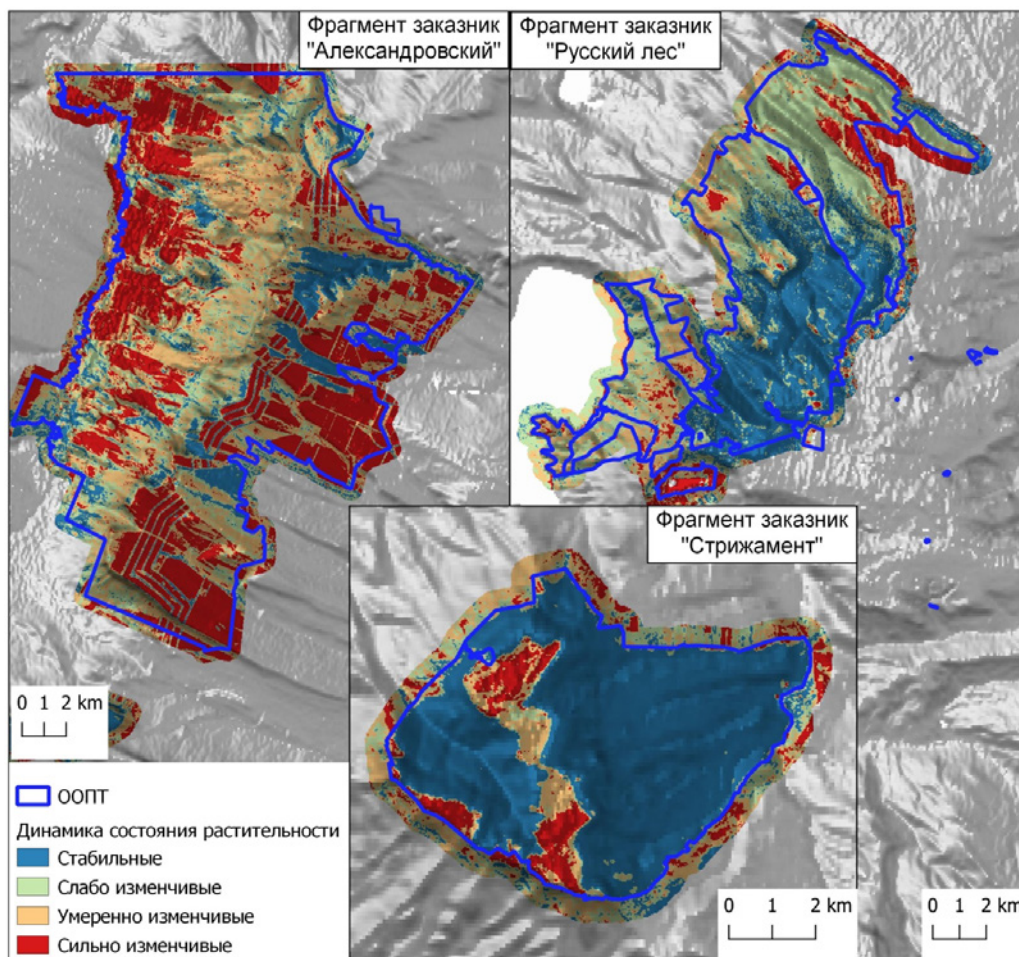 Фрагмент заказник
"Александровский"
Фрагмент заказник
"Русский лес"
Фрагмент заказник
"Стрижамент"
0 1 2 km
ООПТ
Динамика состояния растительности
Стабильные
Слабо изменчивые
Умеренно изменчивые
Сильно изменчивые
0 1 2 km
0 1 2 km